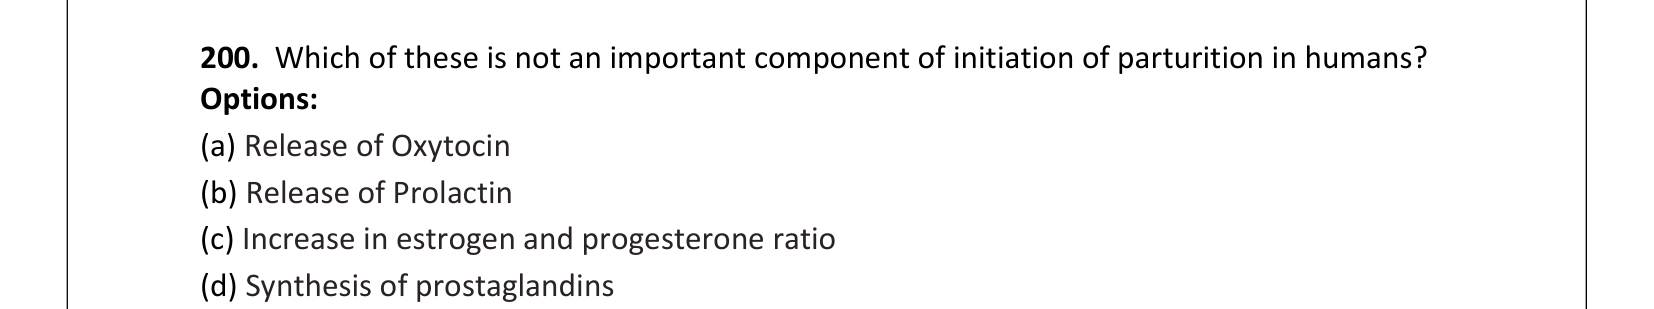 200. Which of these is not an important component of initiation of parturition in humans?
Options:
(a) Release of Oxytocin
(b) Release of Prolactin
(c) Increase in estrogen and progesterone ratio
(d) Synthesis of prostaglandins